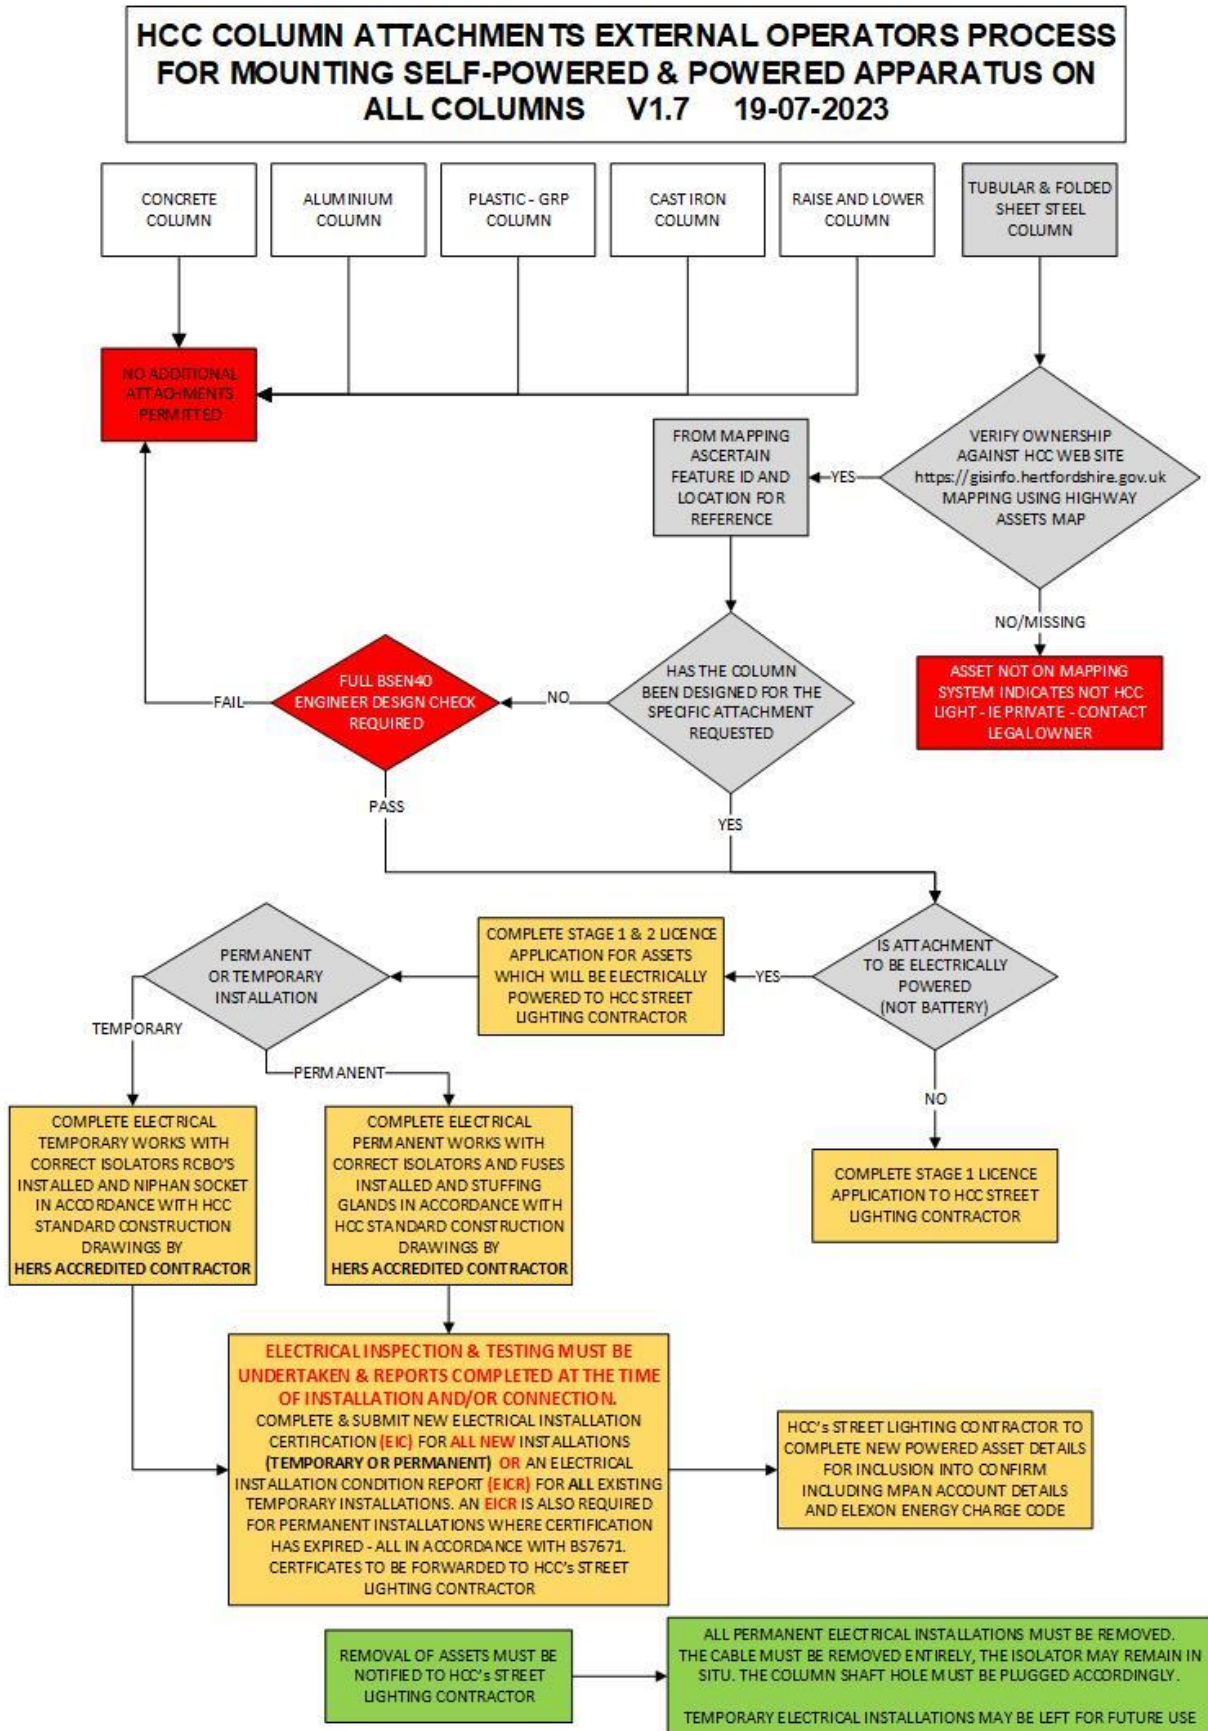 HCC COLUMN ATTACHMENTS EXTERNAL OPERATORS PROCESS
FOR MOUNTING SELF-POWERED & POWERED APPARATUS ON
ALL COLUMNS V1.7 19-07-2023
CONCRETE
COLUMN
ALUMINIUM
COLUMN
PLASTIC - GRP
COLUMN
CAST IRON
COLUMN
RAISE AND LOWER
COLUMN
TUBULAR & FOLDED
SHEET STEEL
COLUMN
NO ADDITIONAL
ATTACHMENTS
PERMITTED
FROM MAPPING
ASCERTAIN
FEATURE ID AND
LOCATION FOR
REFERENCE
YES
VERIFY OWNERSHIP
AGAINST HCC WEB SITE
https://gisinfo.hertfordshire.gov.uk
MAPPING USING HIGHWAY
ASSETS MAP
NO/MISSING
ASSET NOT ON MAPPING
SYSTEM INDICATES NOT HCC
LIGHT - IE PRIVATE - CONTACT
LEGAL OWNER
FAIL
FULL BSEN40
ENGINEER DESIGN CHECK
REQUIRED
NO
HAS THE COLUMN
BEEN DESIGNED FOR THE
SPECIFIC ATTACHMENT
REQUESTED
PASS
YES
PERMANENT
OR TEMPORARY
INSTALLATION
COMPLETE STAGE 1 & 2 LICENCE
APPLICATION FOR ASSETS
WHICH WILL BE ELECTRICALLY
POWERED TO HCC STREET
LIGHTING CONTRACTOR
YES
IS ATTACHMENT
TO BE ELECTRICALLY
POWERED
(NOT BATTERY)
TEMPORARY
PERMANENT
NO
COMPLETE ELECTRICAL
TEMPORARY WORKS WITH
CORRECT ISOLATORS RCBO'S
INSTALLED AND NIPHAN SOCKET
IN ACCORDANCE WITH HCC
STANDARD CONSTRUCTION
DRAWINGS BY
HERS ACCREDITED CONTRACTOR
COMPLETE ELECTRICAL
PERMANENT WORKS WITH
CORRECT ISOLATORS AND FUSES
INSTALLED AND STUFFING
GLANDS IN ACCORDANCE WITH
HCC STANDARD CONSTRUCTION
DRAWINGS BY
HERS ACCREDITED CONTRACTOR
COMPLETE STAGE 1 LICENCE
APPLICATION TO HCC STREET
LIGHTING CONTRACTOR
ELECTRICAL INSPECTION & TESTING MUST BE
UNDERTAKEN & REPORTS COMPLETED AT THE TIME
OF INSTALLATION AND/OR CONNECTION.
COMPLETE & SUBMIT NEW ELECTRICAL INSTALLATION
CERTIFICATION (EIC) FOR ALL NEW INSTALLATIONS
(TEMPORARY OR PERMANENT) OR AN ELECTRICAL
INSTALLATION CONDITION REPORT (EICR) FOR ALL EXISTING
TEMPORARY INSTALLATIONS. AN EICR IS ALSO REQUIRED
FOR PERMANENT INSTALLATIONS WHERE CERTIFICATION
HAS EXPIRED - ALL IN ACCORDANCE WITH BS7671.
CERTFICATES TO BE FORWARDED TO HCC's STREET
LIGHTING CONTRACTOR
HCC's STREET LIGHTING CONTRACTOR TO
COMPLETE NEW POWERED ASSET DETAILS
FOR INCLUSION INTO CONFIRM
INCLUDING MPAN ACCOUNT DETAILS
AND ELEXON ENERGY CHARGE CODE
REMOVAL OF ASSETS MUST BE
NOTIFIED TO HCC's STREET
LIGHTING CONTRACTOR
ALL PERMANENT ELECTRICAL INSTALLATIONS MUST BE REMOVED.
THE CABLE MUST BE REMOVED ENTIRELY, THE ISOLATOR MAY REMAIN IN
SITU. THE COLUMN SHAFT HOLE MUST BE PLUGGED ACCORDINGLY.
TEMPORARY ELECTRICAL INSTALLATIONS MAY BE LEFT FOR FUTURE USE